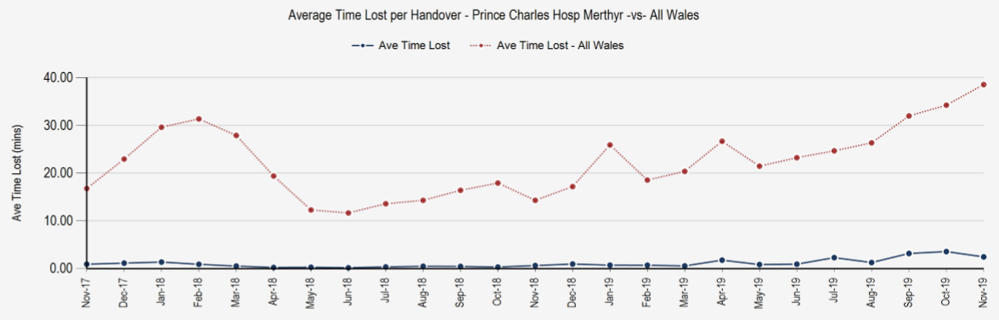 Average Time Lost per Handover - Prince Charles Hosp Merthyr -vs- All Wales
Ave Time Lost
Ave Time Lost - All Wales
Ave Time Lost (mins)
40.00
30.00
20.00
10.00
0.00
Nov-17
Dec-17
Jan-18
Feb-18
Mar-18
Apr-18
May-18
Jun-18
Jul-18
Aug-18
Sep-18
Oct-18
Nov-18
Dec-18
Jan-19
Feb-19
Mar-19
Apr-19
May-19
Jun-19
Jul-19
Aug-19
Sep-19
Oct-19
Nov-19